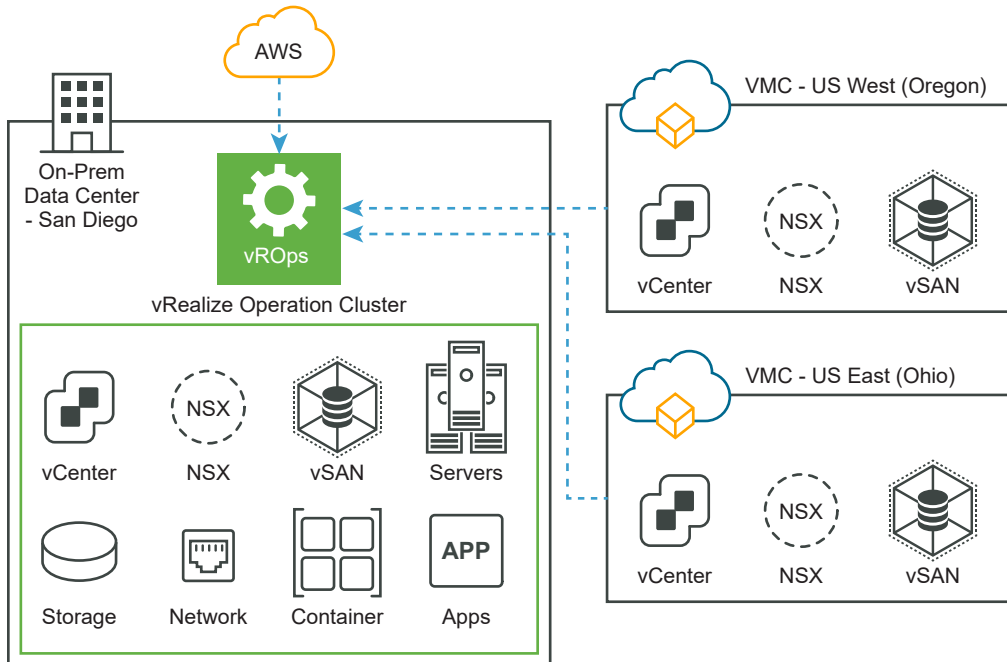 AWS
On-Prem
Data Center
- San Diego
vROps
vRealize Operation Cluster
vCenter
NSX
NSX
vSAN
Servers
Storage
Network
Container
APP
Apps
VMC - US West (Oregon)
vCenter
NSX
NSX
vSAN
VMC - US East (Ohio)
vCenter
NSX
NSX
vSAN